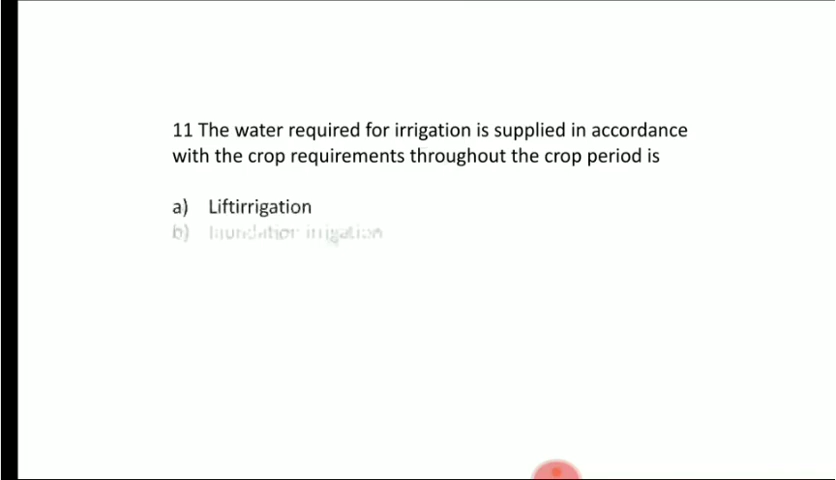 11 The water required for irrigation is supplied in accordance
with the crop requirements throughout the crop period is
a) Liftirrigation
b) irrigation